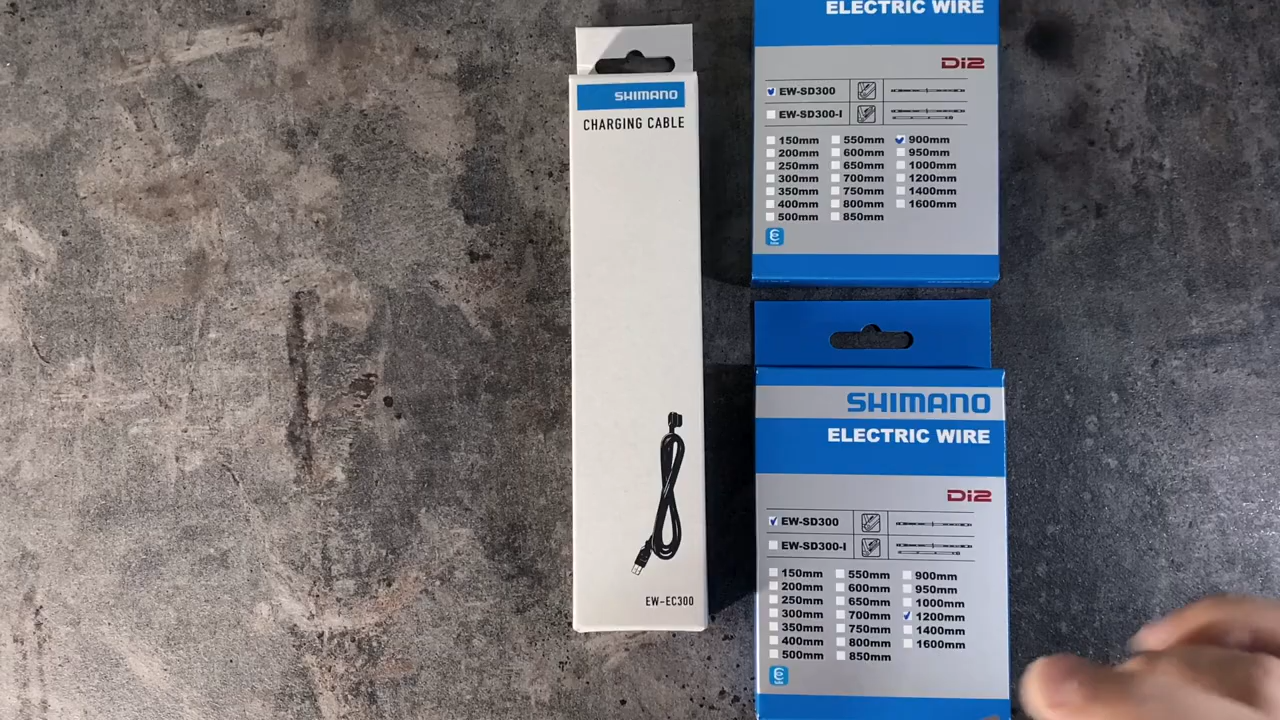 SHIMANO
CHARGING CABLE
EW-EC300
ELECTRIC WIRE
Di2
EW-SD300
EW-SD300-I
150mm 550mm 900mm
200mm 600mm 950mm
250mm 650mm 1000mm
300mm 700mm 1200mm
350mm 750mm 1400mm
400mm 800mm 1600mm
500mm 850mm
SHIMANO
ELECTRIC WIRE
Di2
EW-SD300
EW-SD300-I
150mm 550mm 900mm
200mm 600mm 950mm
250mm 650mm 1000mm
300mm 700mm 1200mm
350mm 750mm 1400mm
400mm 800mm 1600mm
500mm 850mm